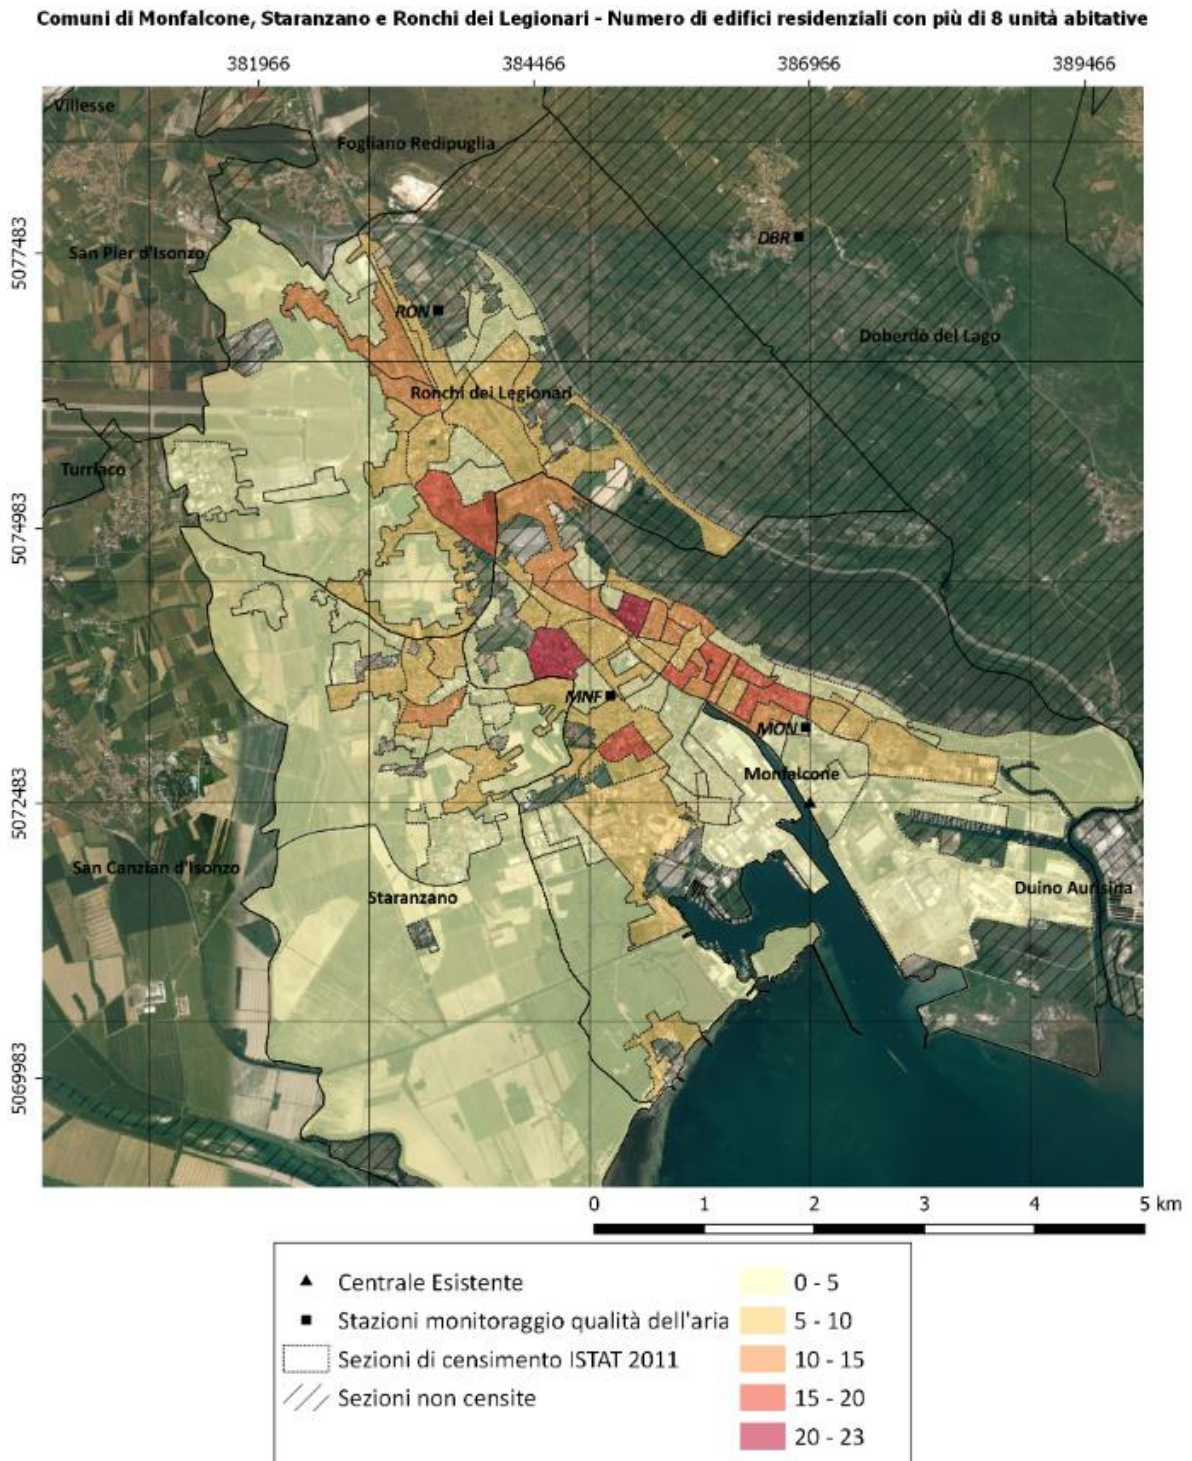 Comuni di Monfalcone, Staranzano e Ronchi dei Legionari - Numero di edifici residenziali con più di 8 unità abitative
381966 384466 386966 389466
Villesse
Fogliano Redipuglia
5077483
San Pier d'Isonzo
DBR
RON
Doberdò del Lago
Ronchi dei Legionari
Turriaco
5074983
MNF
MON
Monfalcone
5072483
San Canzian d'Isonzo
Staranzano
Duino Aurisina
5069983
0 1 2 3 4 5 km
Centrale Esistente
Stazioni monitoraggio qualità dell'aria
Sezioni di censimento ISTAT 2011
Sezioni non censite
0 - 5
5 - 10
10 - 15
15 - 20
20 - 23